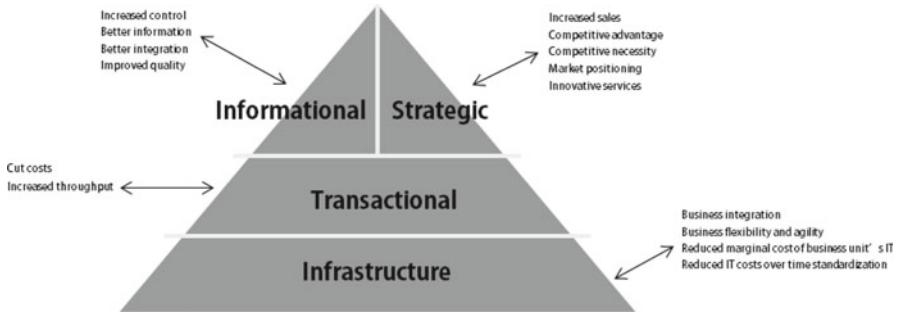 Increased control
Better information
Better integration
Improved quality
Increased sales
Competitive advantage
Competitive necessity
Market positioning
Innovative services
Informational
Strategic
Cut costs
Increased throughput
Transactional
Business integration
Business flexibility and agility
Reduced marginal cost of business unit's IT
Reduced IT costs over time standardization
Infrastructure